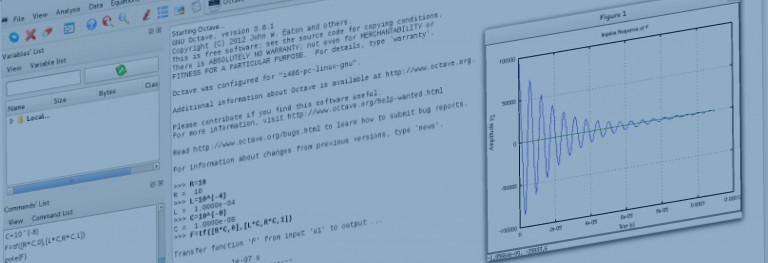 File View Analysis Data Equations
Octave
Variables' List
View Variable list
Name Size Bytes Clas
Local...
Commands' List
View Command List
C=10^(-8)
F=tf([R*C,0],[L*C,R*C,1])
pole(F)
Starting Octave...
GNU Octave, version 3.6.1
Copyright (C) 2012 John W. Eaton and others.
This is free software; see the source code for copying conditions.
There is ABSOLUTELY NO WARRANTY; not even for MERCHANTABILITY or
FITNESS FOR A PARTICULAR PURPOSE. For details, type 'warranty'.
Octave was configured for "i486-pc-linux-gnu".
Additional information about Octave is available at http://www.octave.org.
Please contribute if you find this software useful.
For more information, visit http://www.octave.org/help-wanted.html
Read http://www.octave.org/bugs.html to learn how to submit bug reports.
For information about changes from previous versions, type 'news'.
>>> R=10
R = 10
>>> L=10^(-4)
L = 1.0000e-04
>>> C=10^(-8)
C = 1.0000e-08
>>> F=tf([R*C,0],[L*C,R*C,1])
Transfer function 'F' from input 'u1' to output ...
1e-07 s
Figure 1
Impulse Response of F
Amplitude
100000
50000
0
-50000
-100000
0
2e-05
4e-05
6e-05
8e-05
0.0001
Time [s]